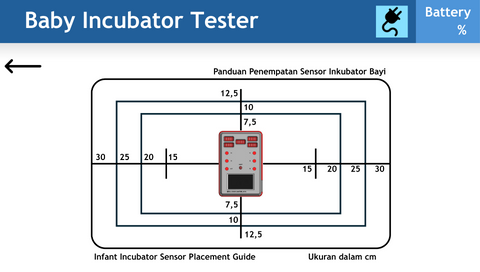 Baby Incubator Tester
Battery
%
Panduan Penempatan Sensor Inkubator Bayi
12,5
10
7,5
30 25 20 15
15 20 25 30
7,5
10
12,5
Infant Incubator Sensor Placement Guide
Ukuran dalam cm